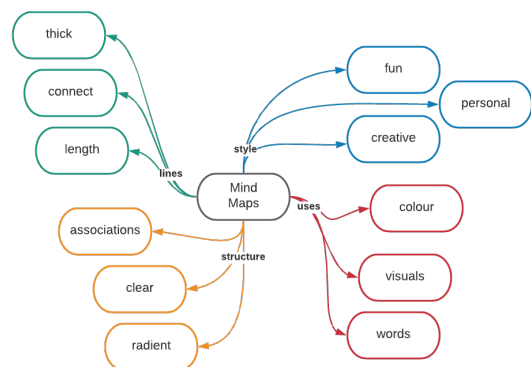 thick
fun
connect
personal
creative
length
style
lines
Mind
Maps
colour
uses
associations
structure
visuals
clear
words
radient